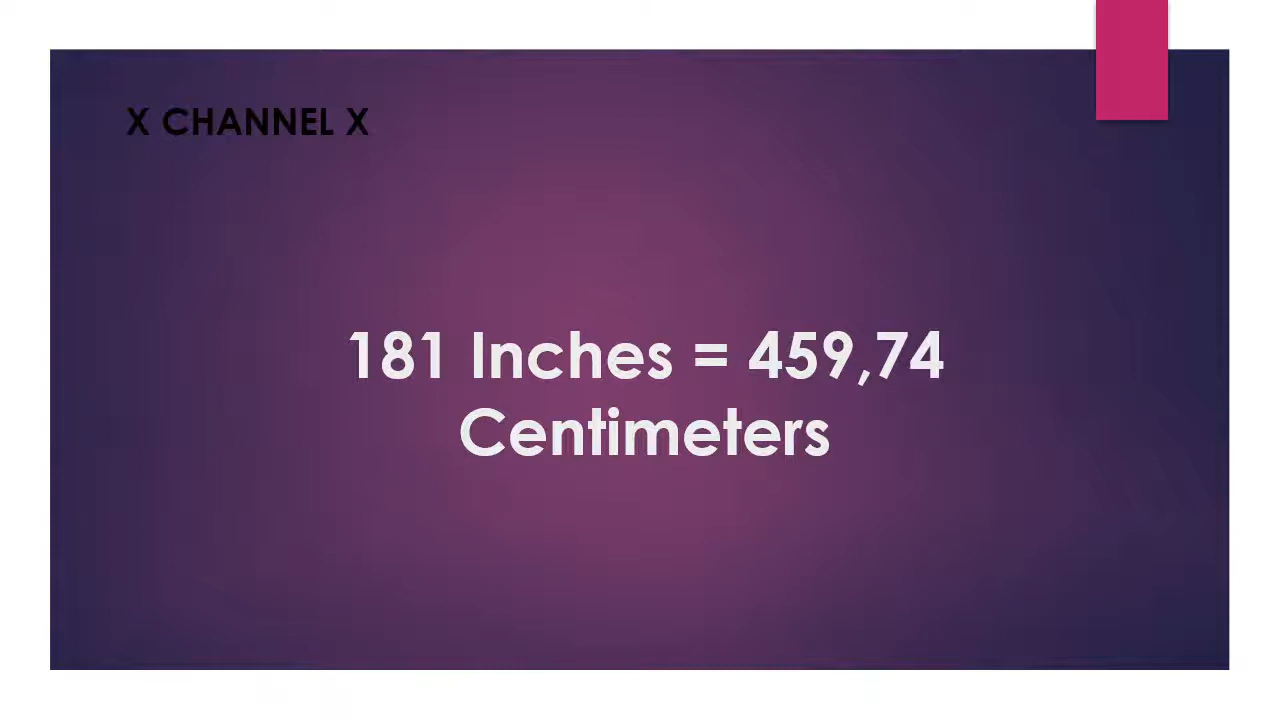 X CHANNEL X
181 Inches = 459,74
Centimeters